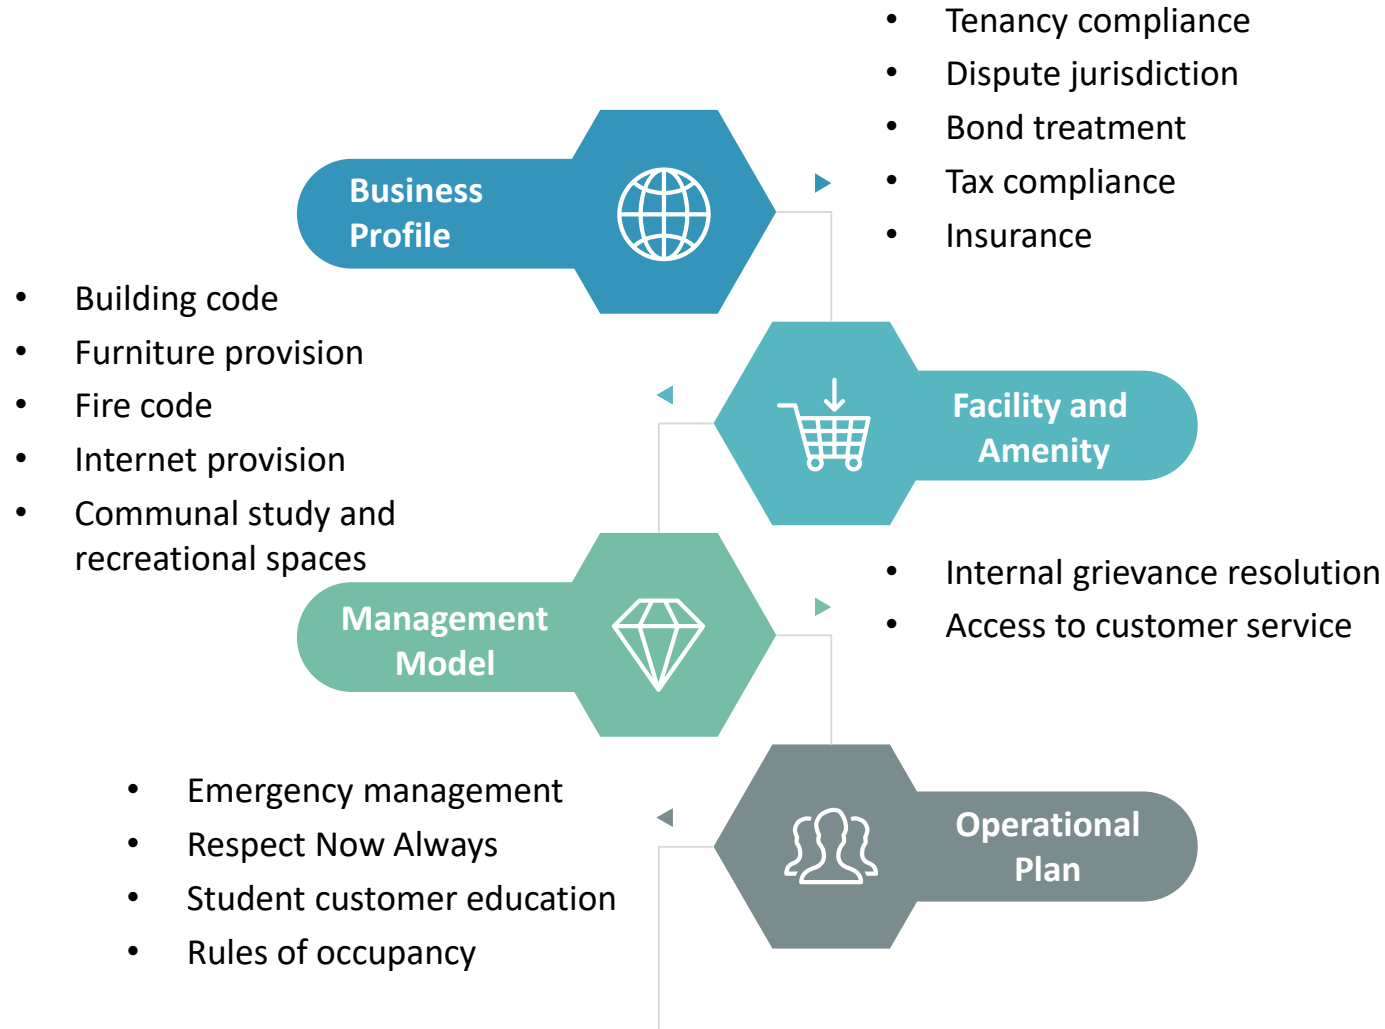 Business
Profile
• Tenancy compliance
• Dispute jurisdiction
• Bond treatment
• Tax compliance
• Insurance
Facility and
Amenity
• Building code
• Furniture provision
• Fire code
• Internet provision
• Communal study and
recreational spaces
Management
Model
• Internal grievance resolution
• Access to customer service
Operational
Plan
• Emergency management
• Respect Now Always
• Student customer education
• Rules of occupancy